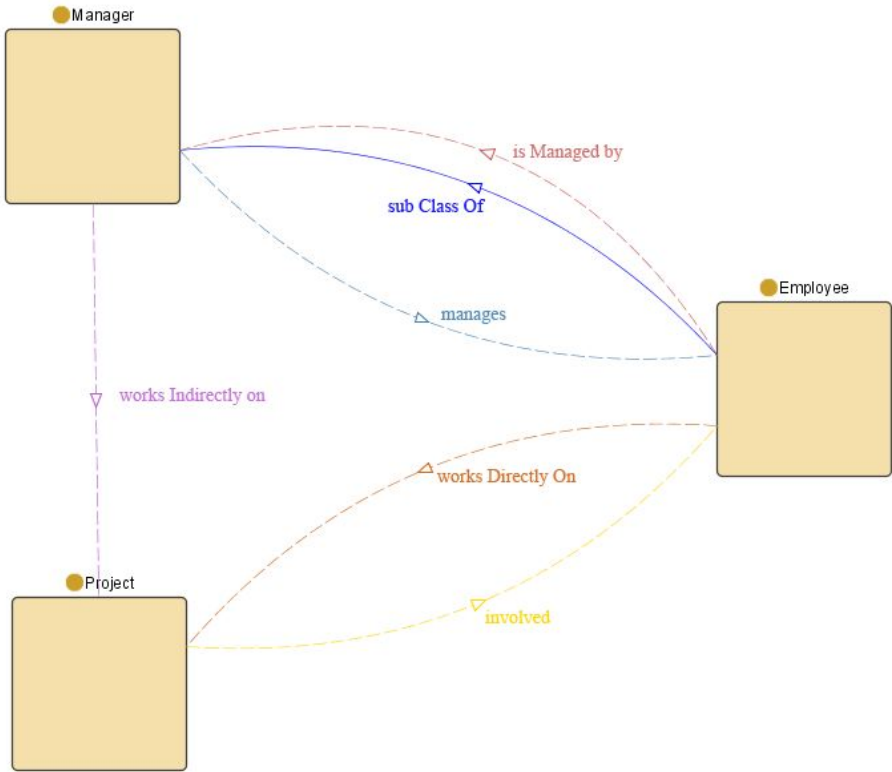 Manager
is Managed by
sub Class Of
Employee
manages
works Indirectly on
works Directly On
Project
involved